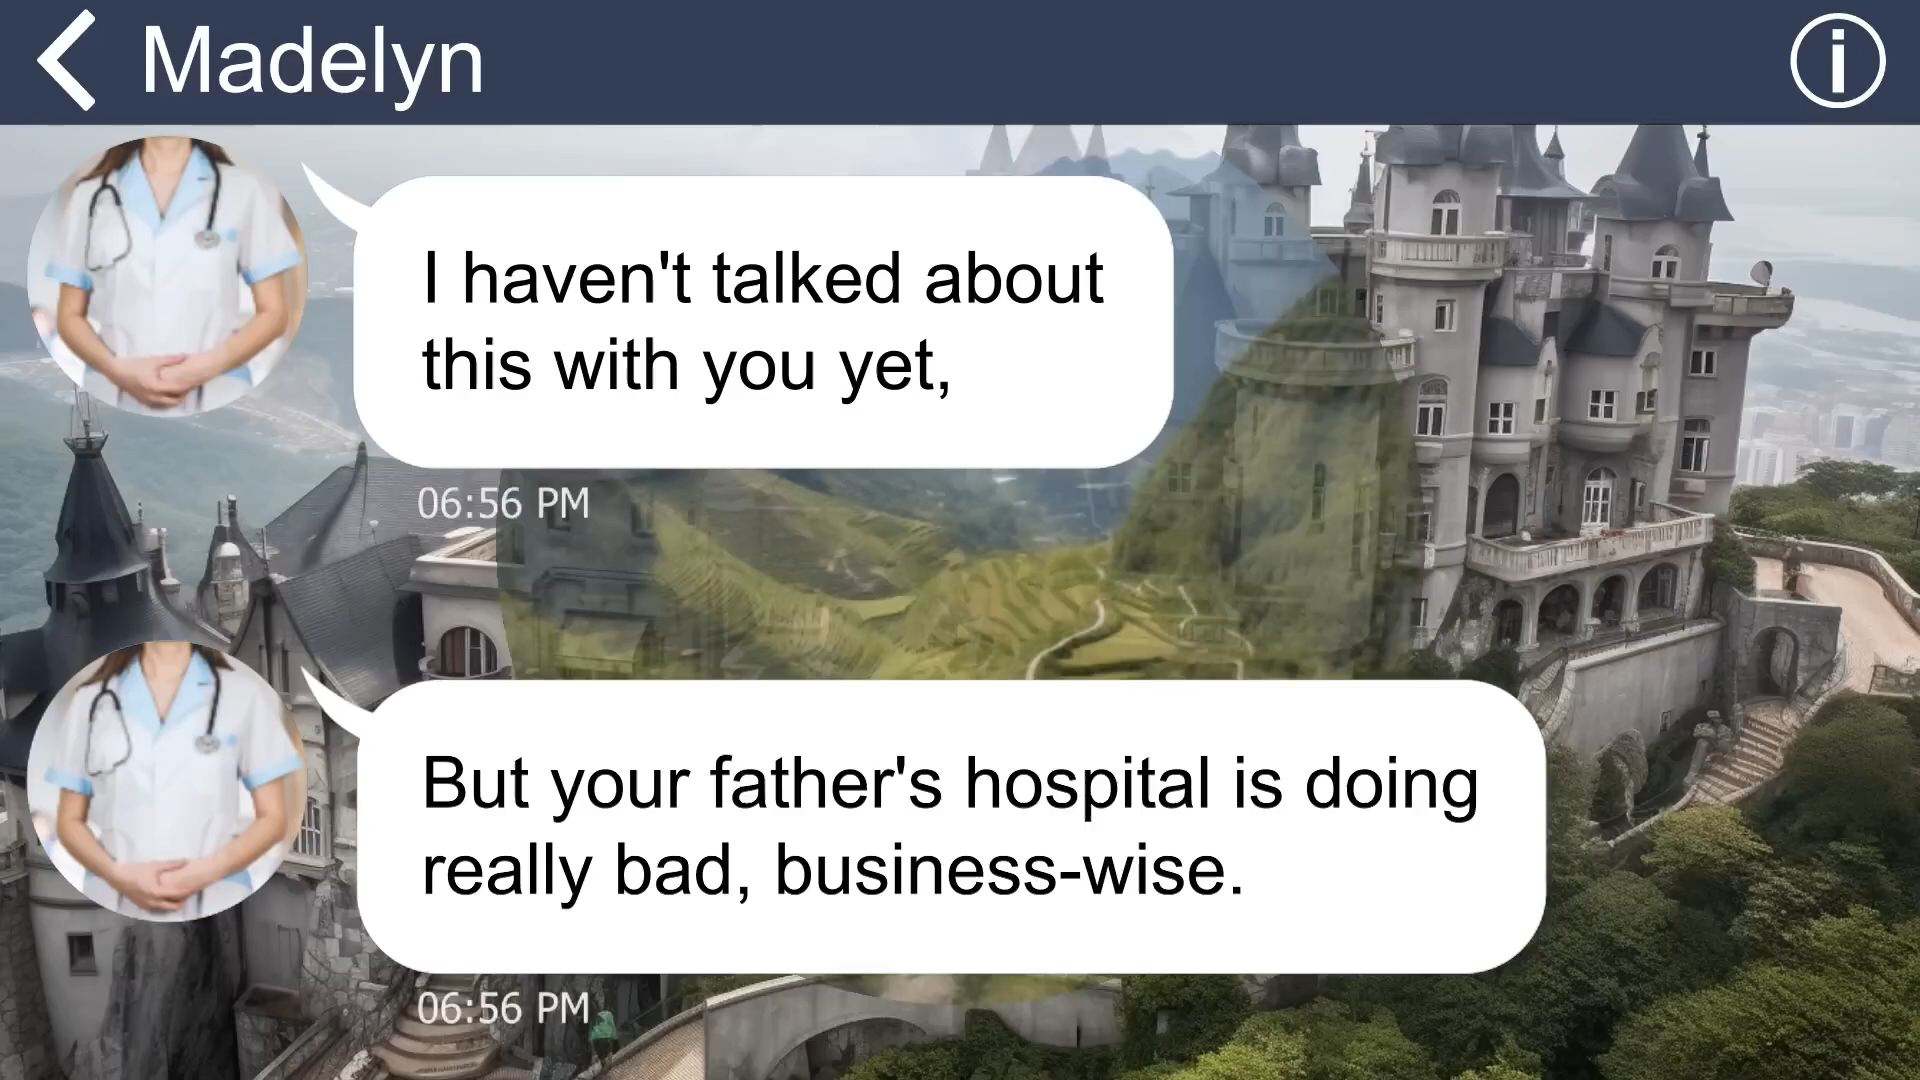 Madelyn
I haven't talked about
this with you yet,
06:56 PM
But your father's hospital is doing
really bad, business-wise.
06:56 PM